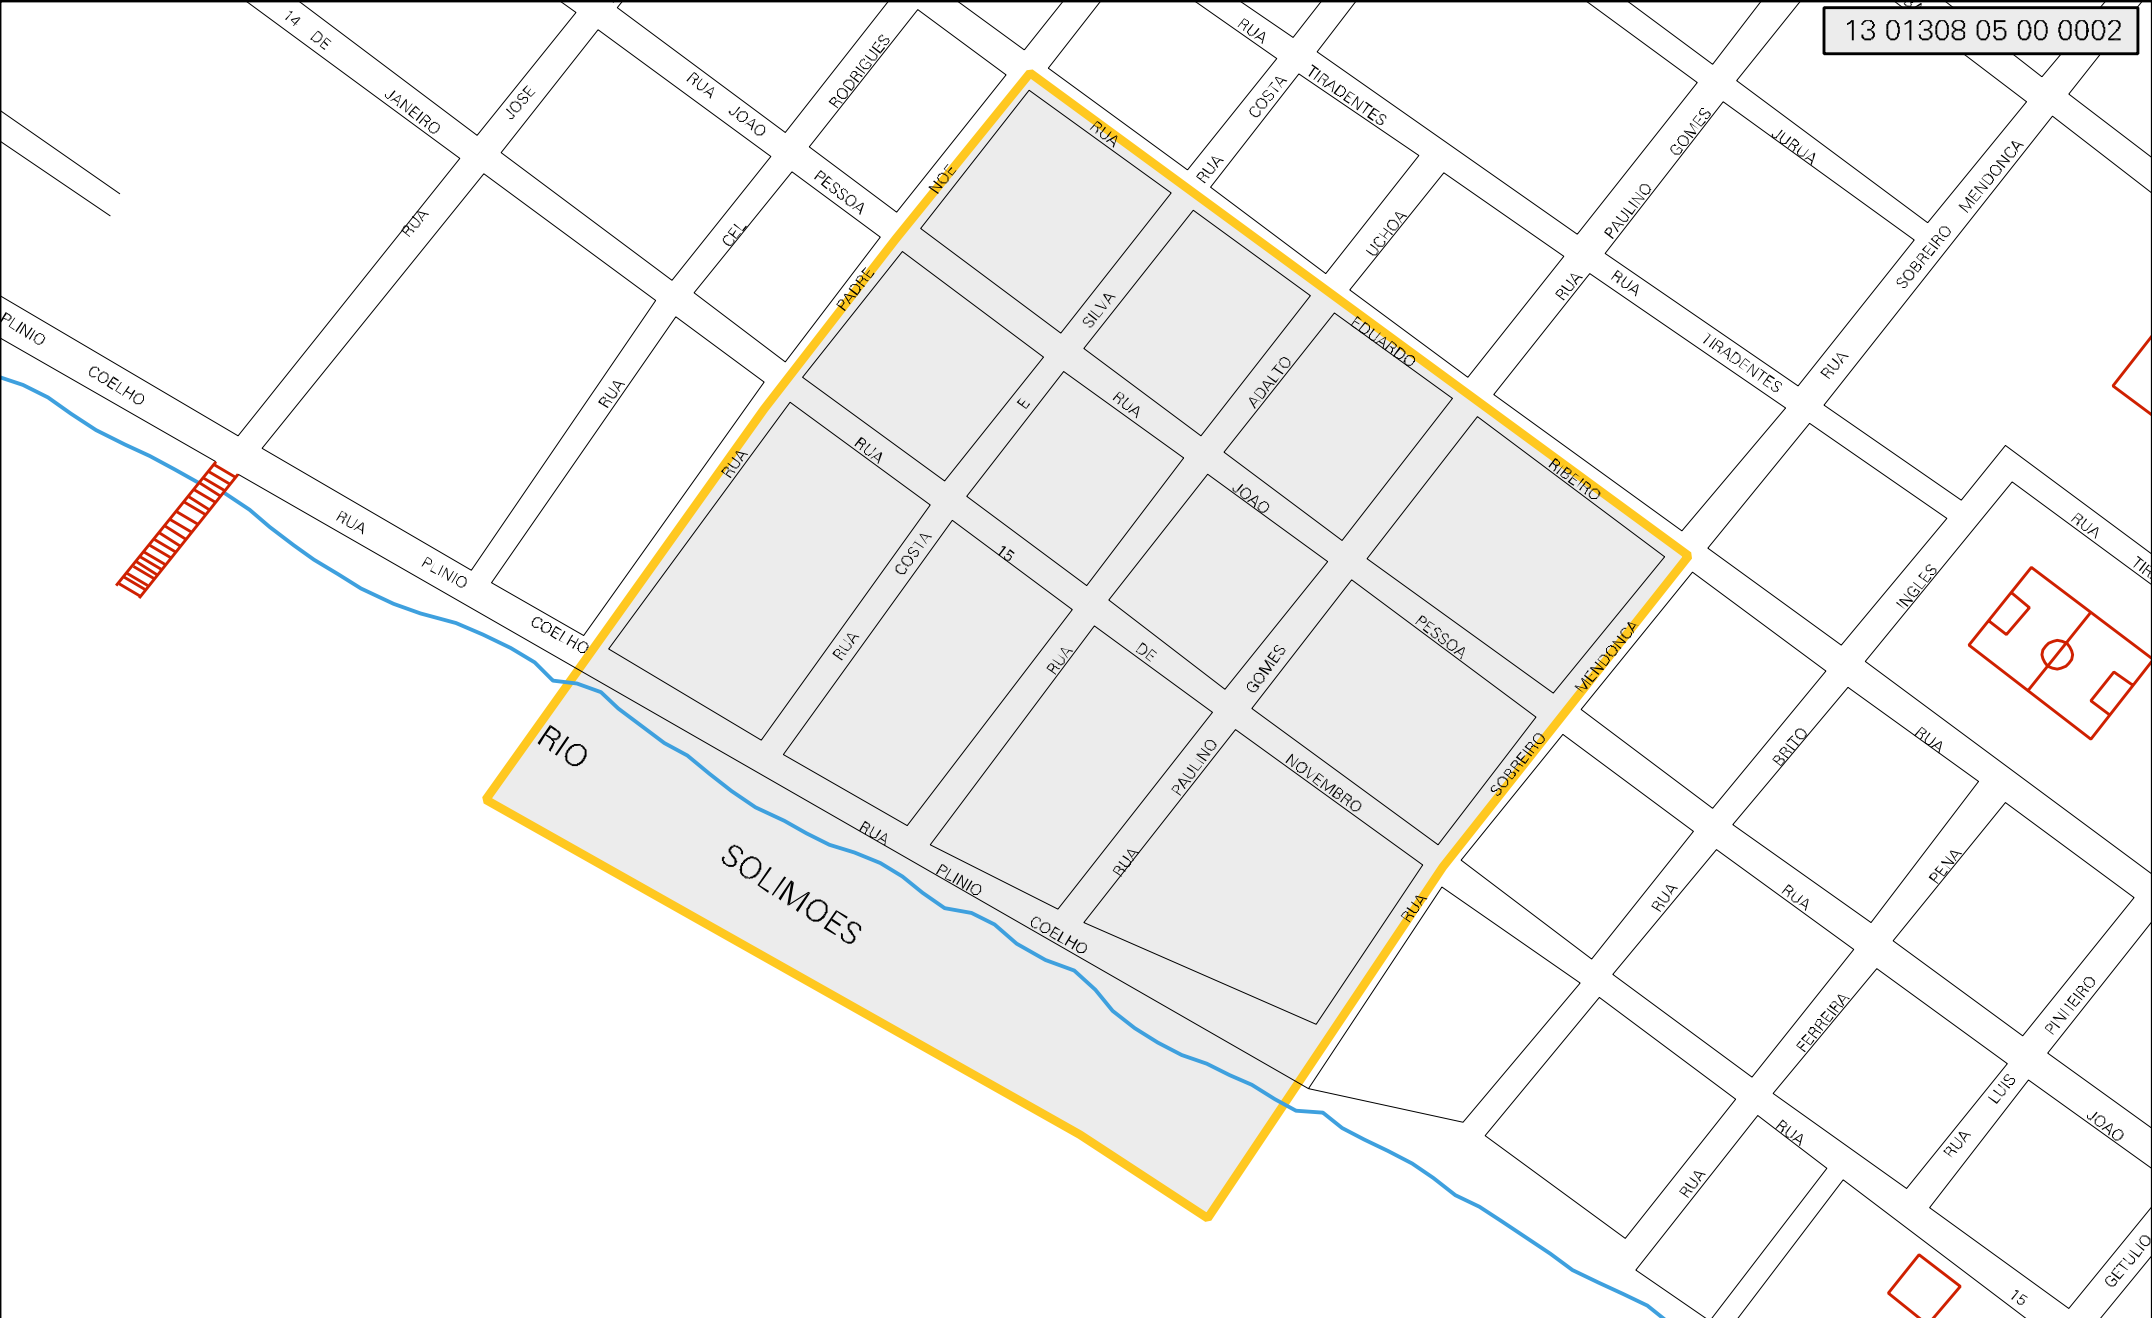 13 01308 05 00 0002
14
DE
JANEIRO
JOSE
RUA
RUA
JOAO
PESSOA
RODRIGUES
CEL
RUA
RUA
TIRADENTES
COSTA
RUA
UCHOA
GOMES
PAULINO
RUA
JURUA
MENDONCA
SOBREIRO
RUA
RUA
TIRADENTES
NOE
PADRE
RUA
RUA
EDUARDO
RIBEIRO
SILVA
E
COSTA
RUA
ADALTO
RUA
RUA
JOAO
PESSOA
RUA
15
DE
NOVEMBRO
GOMES
PAULINO
RUA
MENDONCA
SOBREIRO
RUA
PLINIO
COELHO
RUA
PLINIO
COELHO
RUA
PLINIO
COELHO
RIO
SOLIMOES
RUA
TIR
INGLES
BRITO
RUA
RUA
PENA
RUA
FERREIRA
RUA
PINHEIRO
LUIS
RUA
JOAO
RUA
15
GETULIO